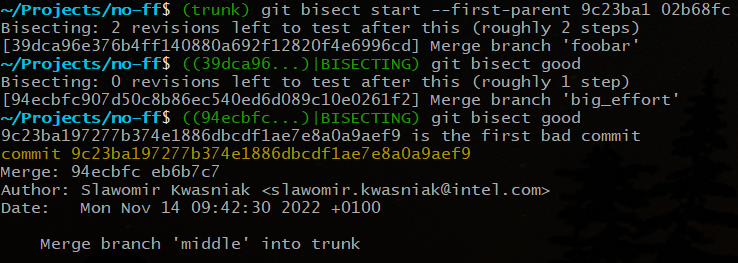 ~/Projects/no-ff$ (trunk) git bisect start --first-parent 9c23ba1 02b68fc
Bisecting: 2 revisions left to test after this (roughly 2 steps)
[39dca96e376b4ff140880a692f12820f4e6996cd] Merge branch 'foobar'
~/Projects/no-ff$ ((39dca96...)|BISECTING) git bisect good
Bisecting: 0 revisions left to test after this (roughly 1 step)
[94ecbfc907d50c8b86ec540ed6d089c10e0261f2] Merge branch 'big_effort'
~/Projects/no-ff$ ((94ecbfc...)|BISECTING) git bisect good
9c23ba197277b374e1886dbcdf1ae7e8a0a9aef9 is the first bad commit
commit 9c23ba197277b374e1886dbcdf1ae7e8a0a9aef9
Merge: 94ecbfc eb6b7c7
Author: Slawomir Kwasniak <slawomir.kwasniak@intel.com>
Date:   Mon Nov 14 09:42:30 2022 +0100
    Merge branch 'middle' into trunk